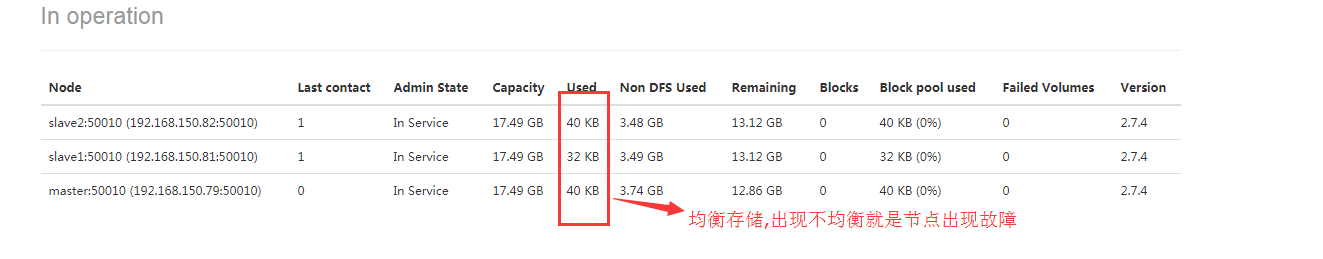 In operation
Node Last contact Admin State Capacity Used Non DFS Used Remaining Blocks Block pool used Failed Volumes Version
slave2:50010 (192.168.150.82:50010) 1 In Service 17.49 GB 40 KB 3.48 GB 13.12 GB 0 40 KB (0%) 0 2.7.4
slave1:50010 (192.168.150.81:50010) 1 In Service 17.49 GB 32 KB 3.49 GB 13.12 GB 0 32 KB (0%) 0 2.7.4
master:50010 (192.168.150.79:50010) 0 In Service 17.49 GB 40 KB 3.74 GB 12.86 GB 0 40 KB (0%) 0 2.7.4
均衡存储,出现不均衡就是节点出现故障